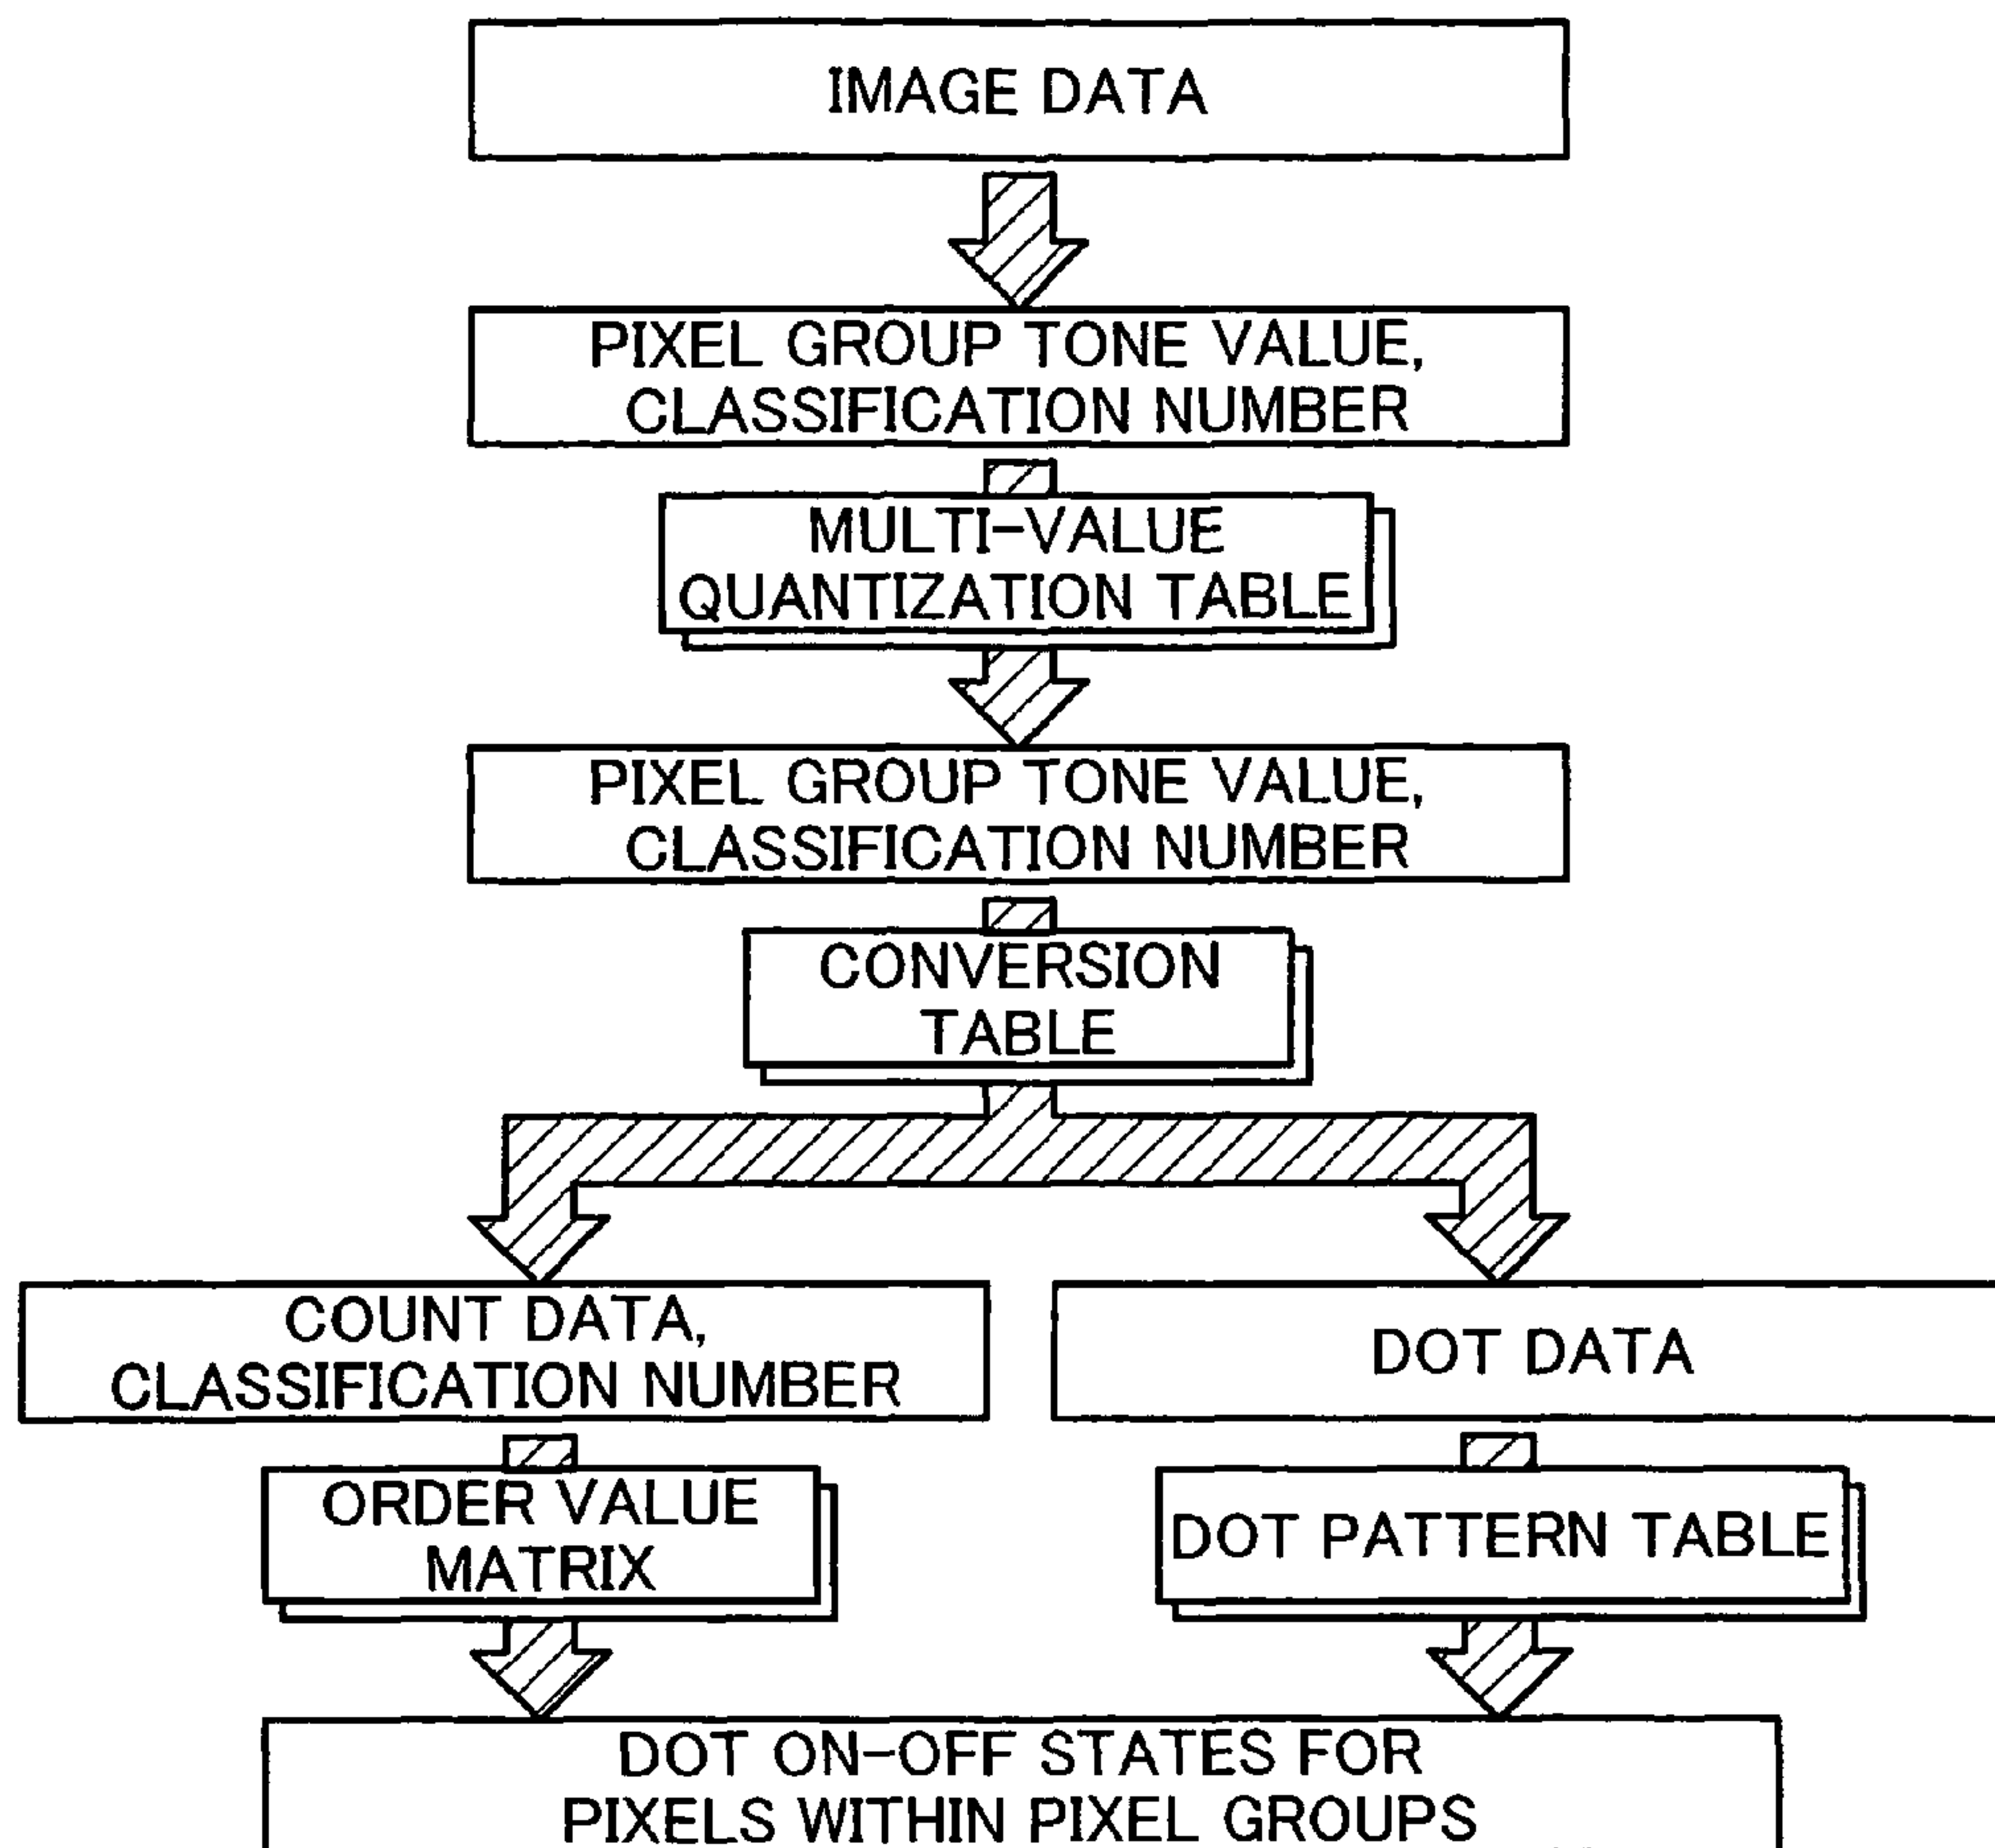 IMAGE DATA
PIXEL GROUP TONE VALUE,
CLASSIFICATION NUMBER
MULTI-VALUE
QUANTIZATION TABLE
PIXEL GROUP TONE VALUE,
CLASSIFICATION NUMBER
CONVERSION
TABLE
COUNT DATA,
CLASSIFICATION NUMBER
DOT DATA
ORDER VALUE
MATRIX
DOT PATTERN TABLE
DOT ON-OFF STATES FOR
PIXELS WITHIN PIXEL GROUPS